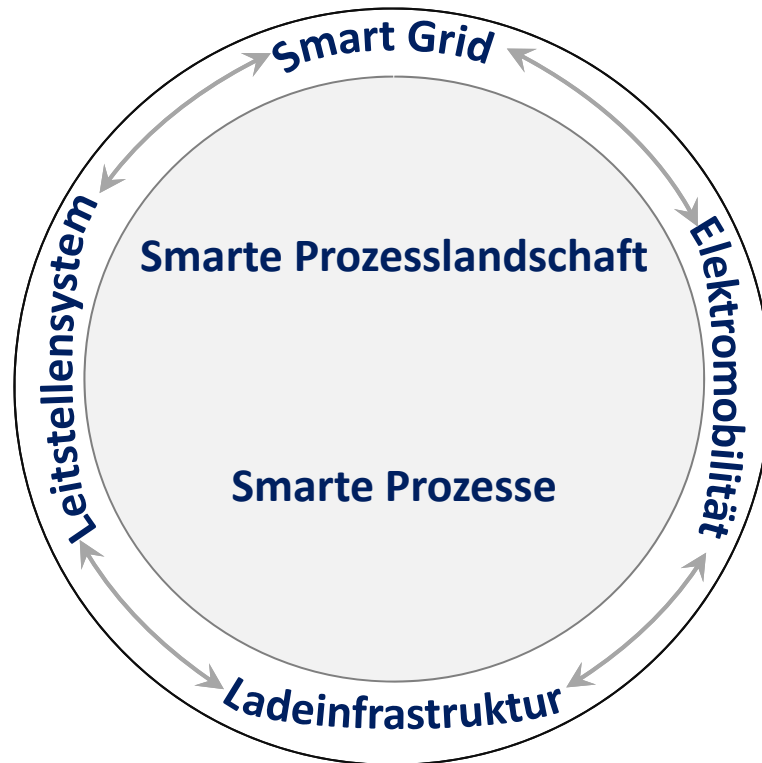 Smart Grid
Elektromobilität
Ladeinfrastruktur
Leitstellensystem
Smarte Prozesslandschaft
Smarte Prozesse